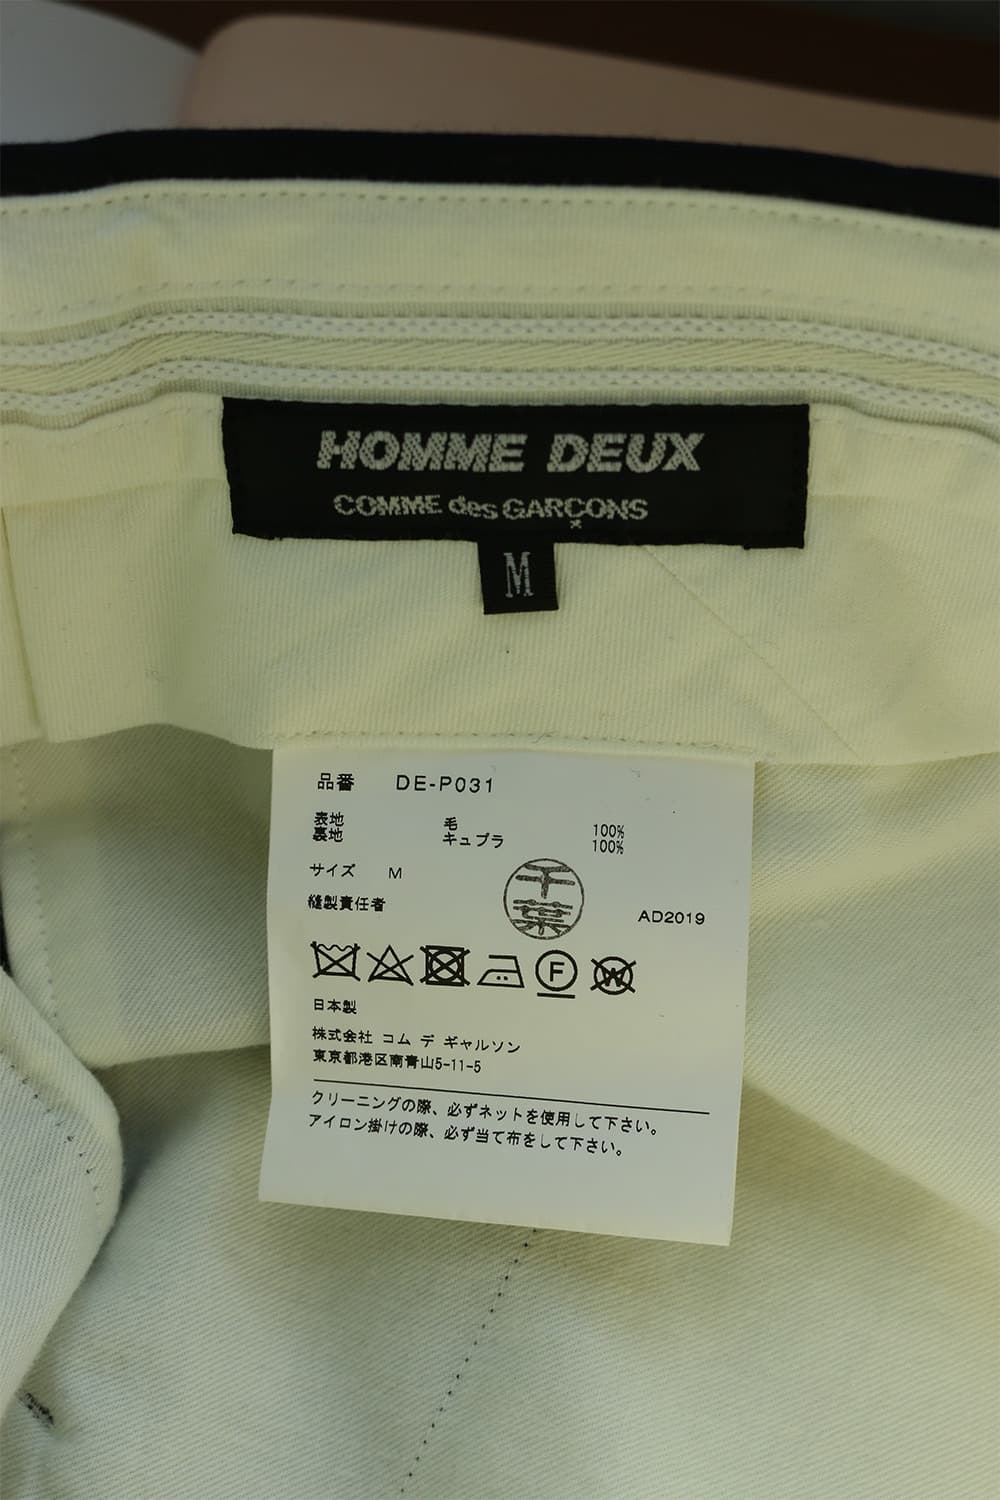 HOMME DEUX
COMME des GARÇONS
M
品番 DE-P031
表地 毛 100%
裏地 キュプラ 100%
サイズ M
縫製責任者 千葉 AD2019
F W
日本製
株式会社 コム デ ギャルソン
東京都港区南青山5-11-5
クリーニングの際、必ずネットを使用して下さい。
アイロン掛けの際、必ず当て布をして下さい。